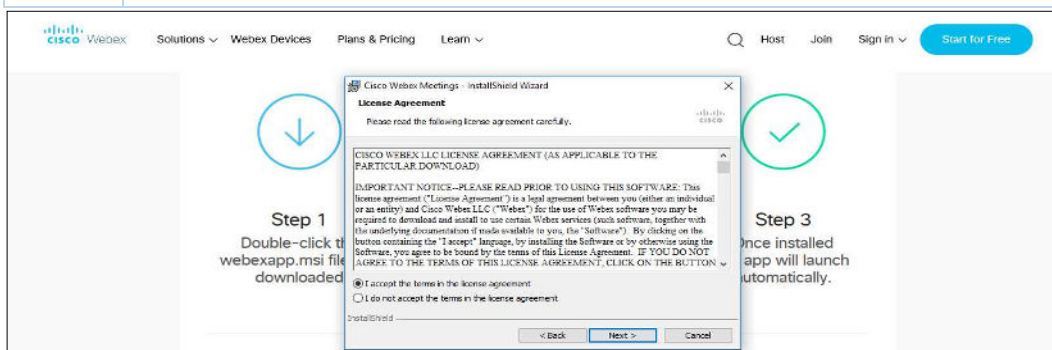 cisco Webex Solutions Webex Devices Plans & Pricing Learn Host Join Sign in Start for Free
Cisco Webex Meetings - InstallShield Wizard
License Agreement
Please read the following license agreement carefully.
cisco
CISCO WEBEX LLC LICENSE AGREEMENT (AS APPLICABLE TO THE
PARTICULAR DOWNLOAD)
IMPORTANT NOTICE--PLEASE READ PRIOR TO USING THIS SOFTWARE: This
license agreement ("License Agreement") is a legal agreement between you (either an individual
or an entity) and Cisco Webex LLC ("Webex") for the use of Webex software you may be
required to download and install to use certain Webex services (such software, together with
the underlying documentation if made available to you, the "Software"). By clicking on the
button containing the "I accept" language, by installing the Software or by otherwise using the
Software, you agree to be bound by the terms of this License Agreement. IF YOU DO NOT
AGREE TO THE TERMS OF THIS LICENSE AGREEMENT, CLICK ON THE BUTTON
I accept the terms in the license agreement
I do not accept the terms in the license agreement
InstallShield
< Back Next > Cancel
Step 1
Double-click th
webexapp.msi file
downloaded
Step 3
Once installed
app will launch
automatically.